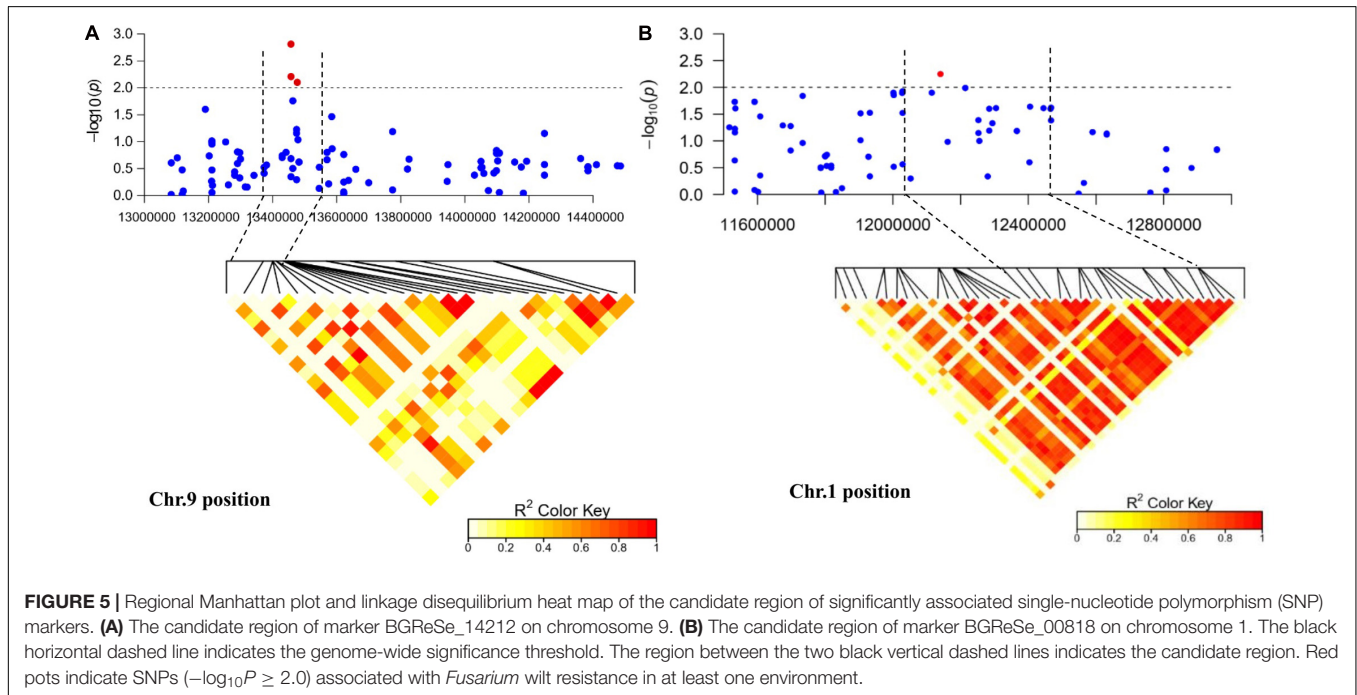 A
B
3.0
2.5
2.0
1.5
1.0
0.5
0.0
-log10(p)
13000000 13200000 13400000 13600000 13800000 14000000 14200000 14400000
3.0
2.5
2.0
1.5
1.0
0.5
0.0
−log₁₀(p)
11600000 12000000 12400000 12800000
Chr.9 position
R² Color Key
0 0.2 0.4 0.6 0.8 1
Chr.1 position
R² Color Key
0 0.2 0.4 0.6 0.8 1
FIGURE 5 | Regional Manhattan plot and linkage disequilibrium heat map of the candidate region of significantly associated single-nucleotide polymorphism (SNP)
markers. (A) The candidate region of marker BGReSe_14212 on chromosome 9. (B) The candidate region of marker BGReSe_00818 on chromosome 1. The black
horizontal dashed line indicates the genome-wide significance threshold. The region between the two black vertical dashed lines indicates the candidate region. Red
pots indicate SNPs (−log₁₀P ≥ 2.0) associated with Fusarium wilt resistance in at least one environment.